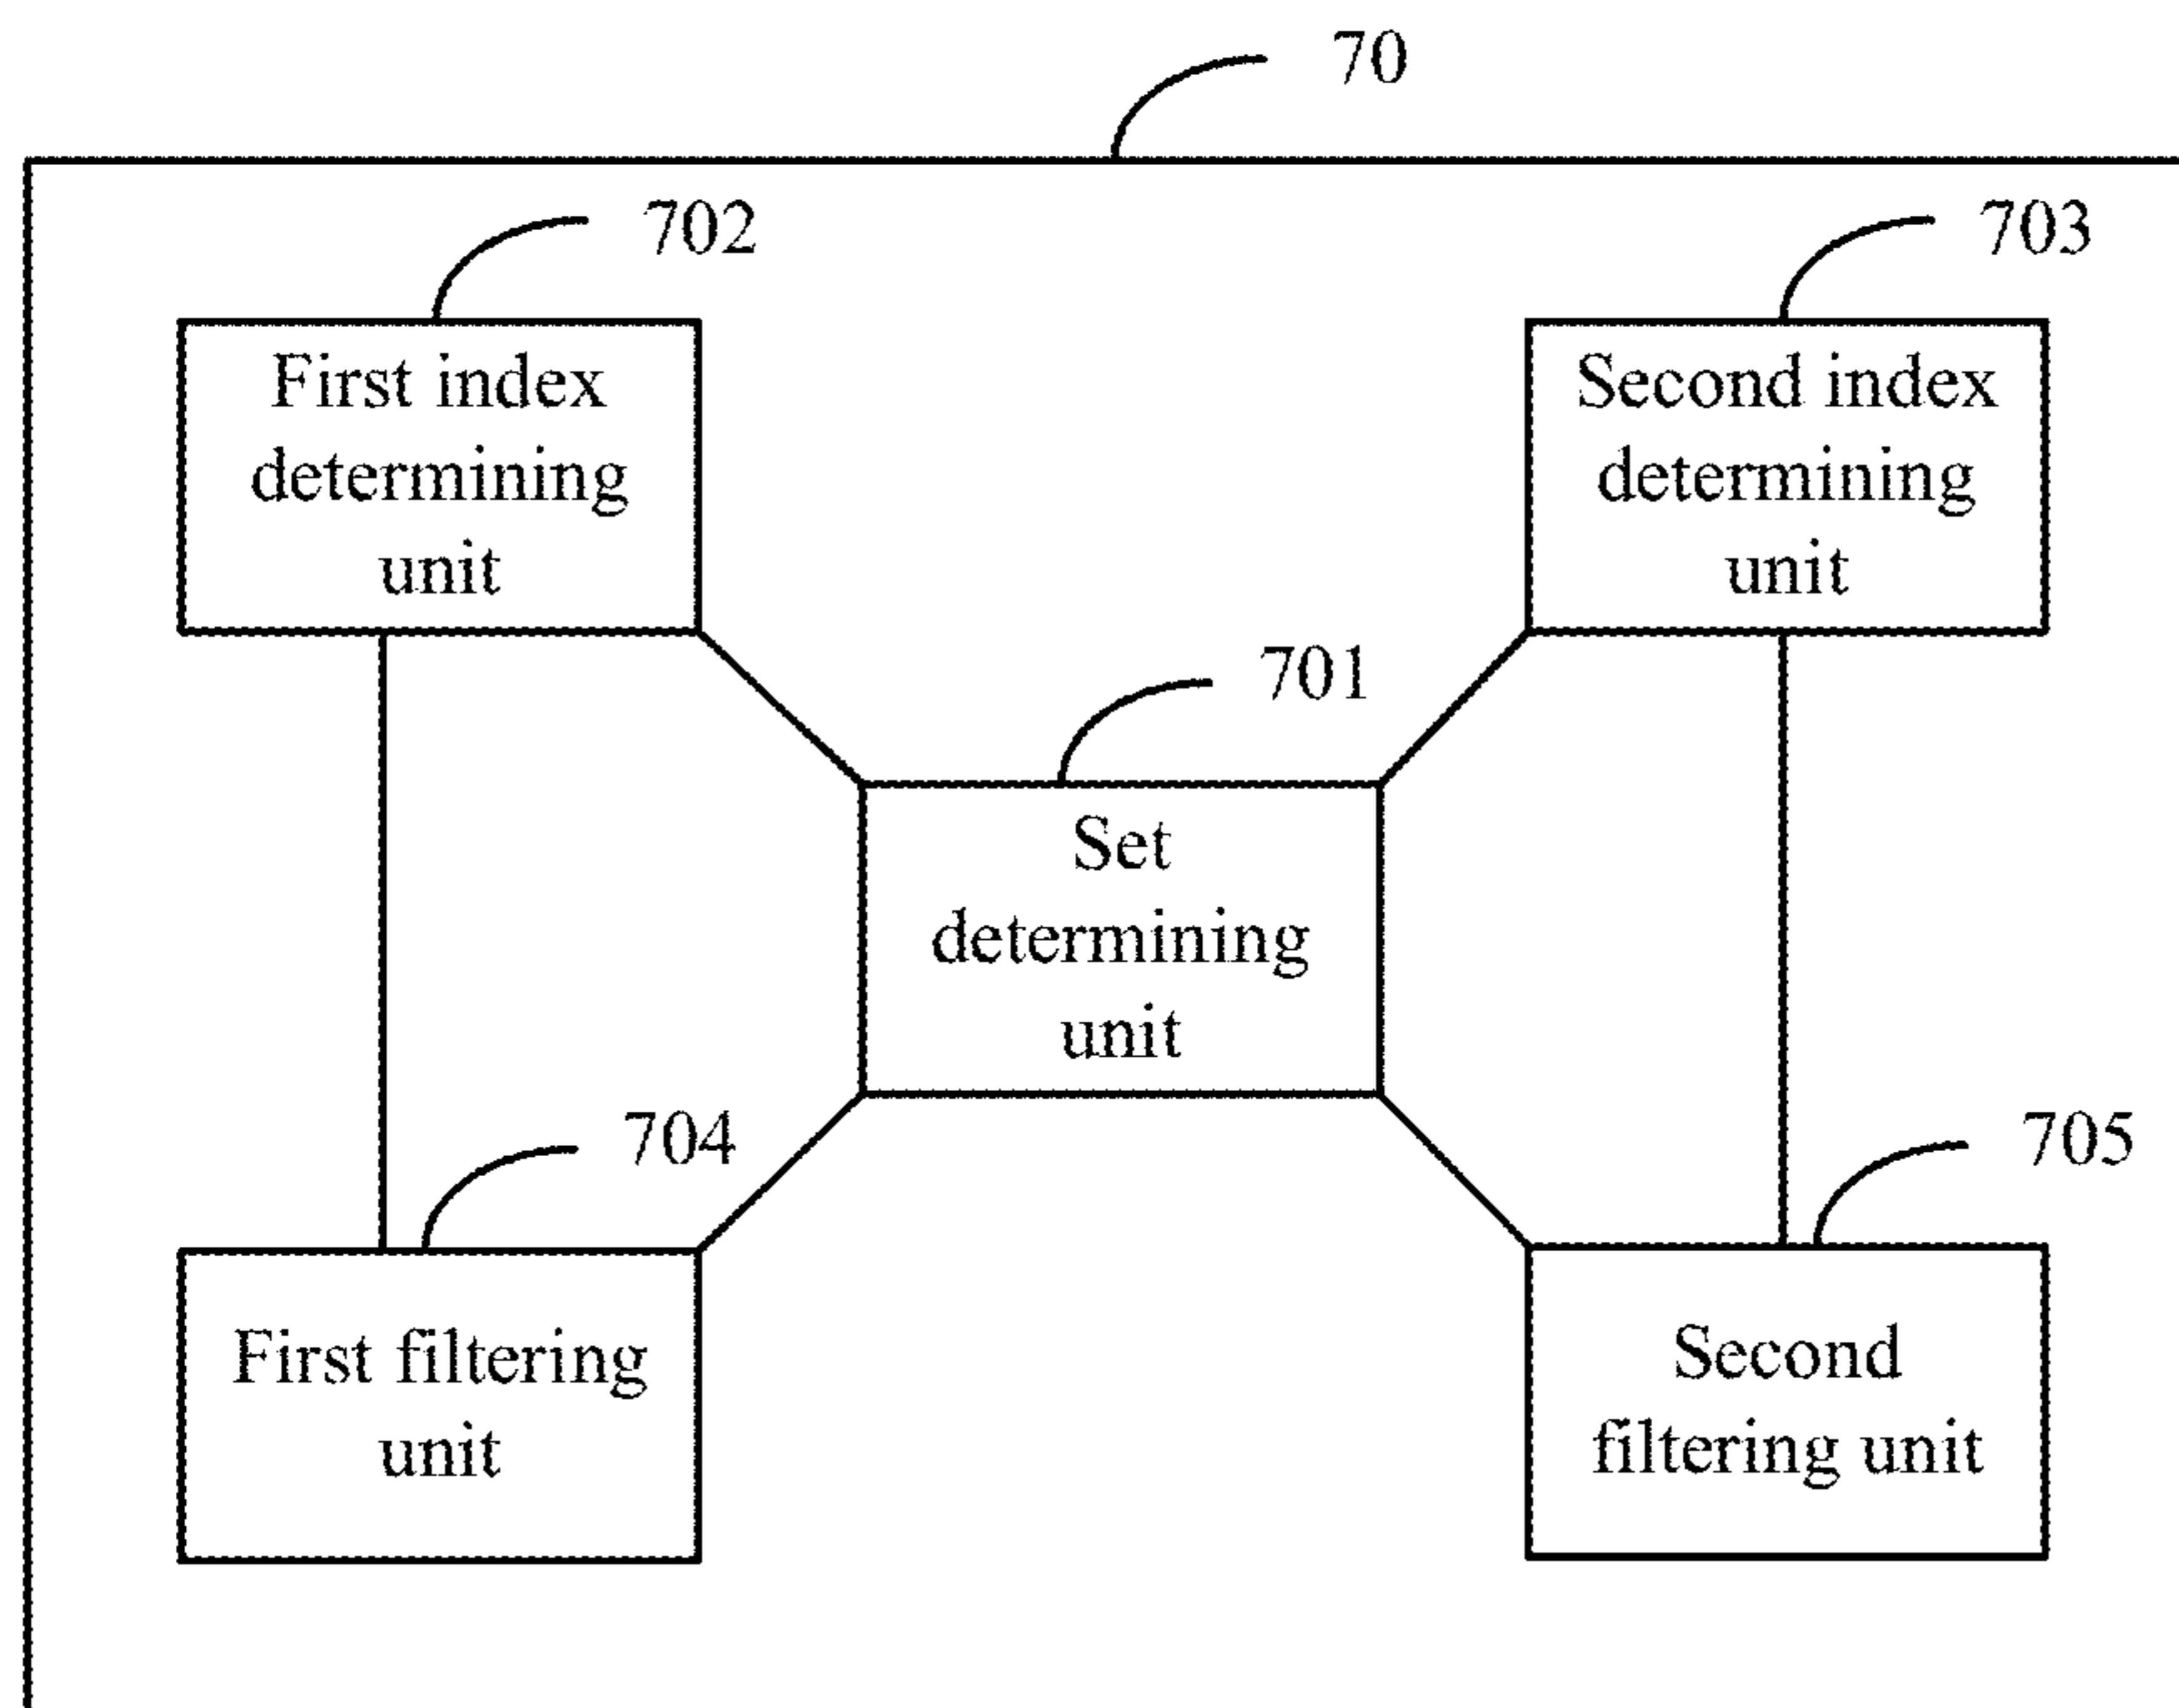 70
702
703
First index
determining
unit
Second index
determining
unit
701
Set
determining
unit
704
705
First filtering
unit
Second
filtering unit